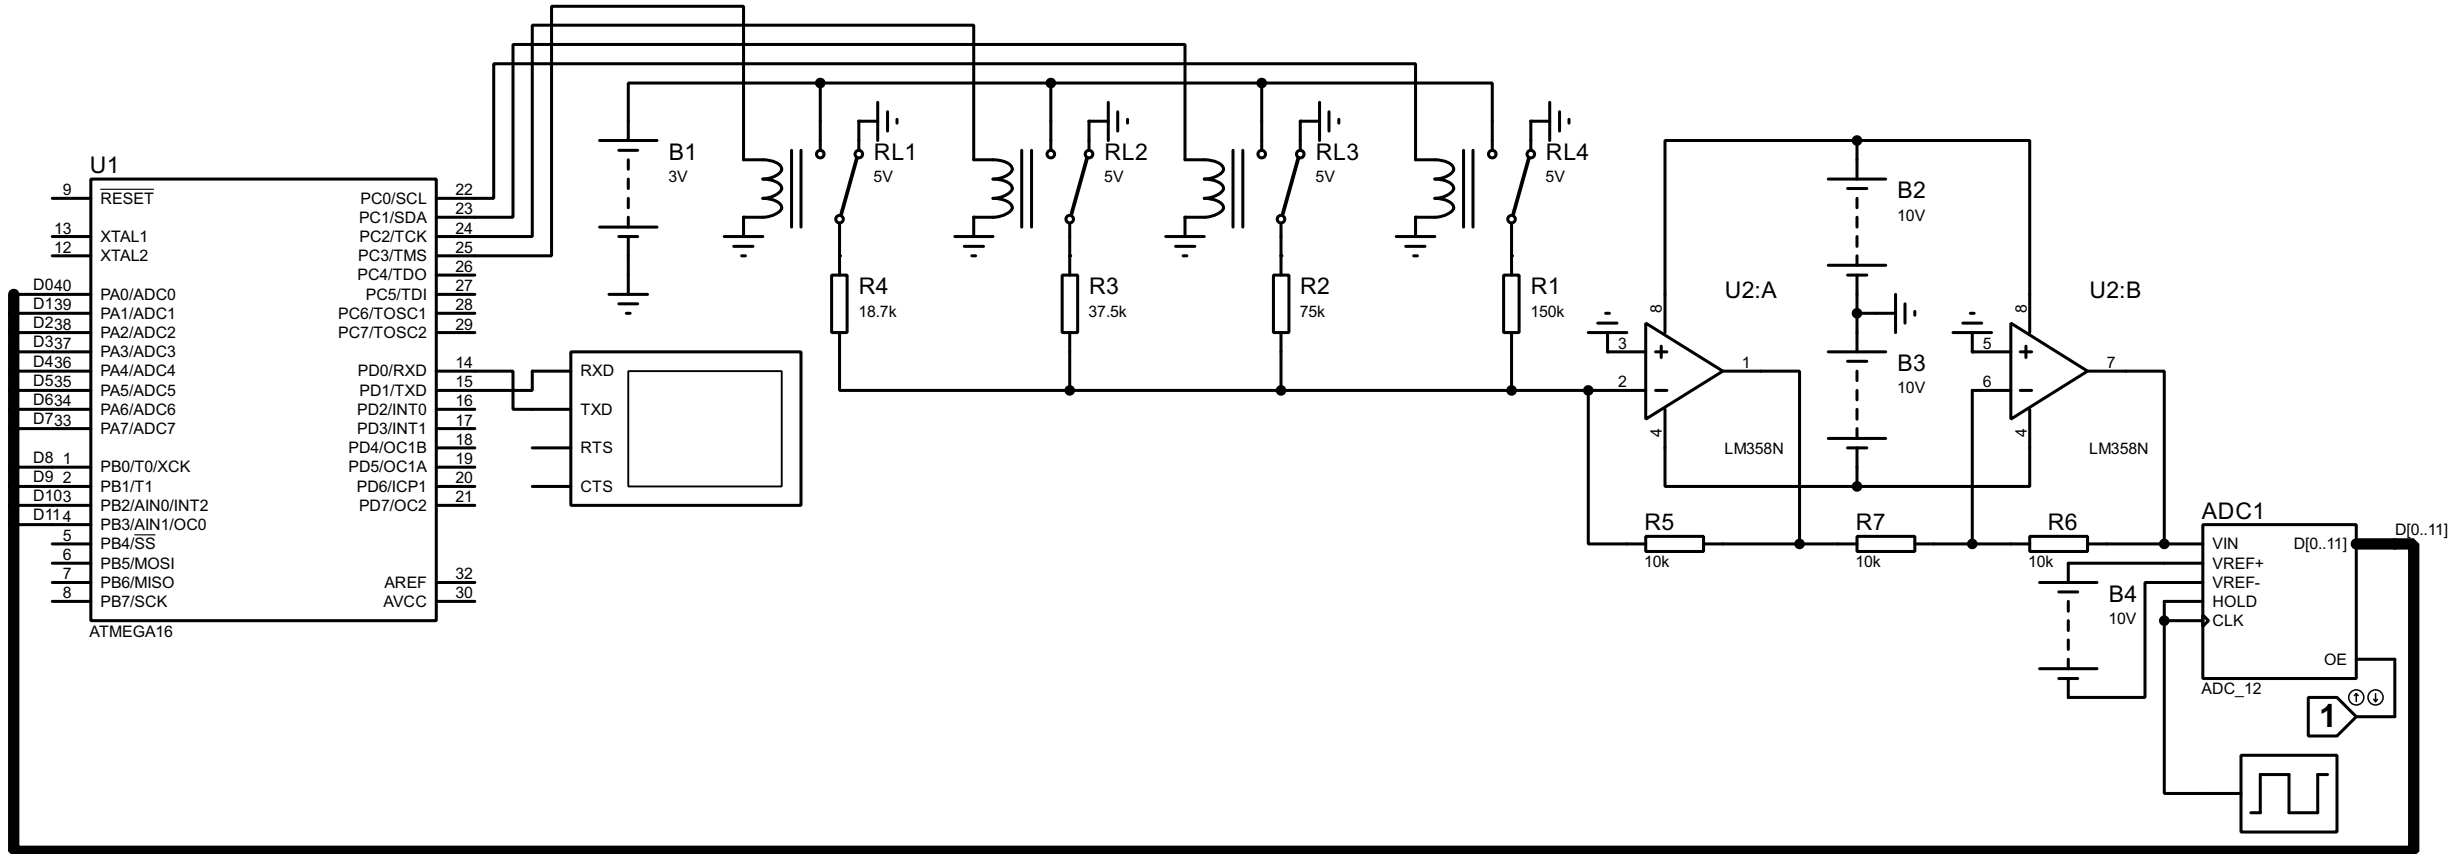 U1
9 RESET PC0/SCL 22
PC1/SDA 23
13 XTAL1 PC2/TCK 24
12 XTAL2 PC3/TMS 25
PC4/TDO 26
D0 40 PA0/ADC0 PC5/TDI 27
D1 39 PA1/ADC1 PC6/TOSC1 28
D2 38 PA2/ADC2 PC7/TOSC2 29
D3 37 PA3/ADC3
D4 36 PA4/ADC4 PD0/RXD 14
D5 35 PA5/ADC5 PD1/TXD 15
D6 34 PA6/ADC6 PD2/INT0 16
D7 33 PA7/ADC7 PD3/INT1 17
PD4/OC1B 18
D8 1 PB0/T0/XCK PD5/OC1A 19
D9 2 PB1/T1 PD6/ICP1 20
D10 3 PB2/AIN0/INT2 PD7/OC2 21
D11 4 PB3/AIN1/OC0
5 PB4/SS
6 PB5/MOSI
7 PB6/MISO AREF 32
8 PB7/SCK AVCC 30
ATMEGA16
RXD
TXD
RTS
CTS
B1
3V
RL1
5V
RL2
5V
RL3
5V
RL4
5V
R4
18.7k
R3
37.5k
R2
75k
R1
150k
U2:A
8
3
2
1
4
LM358N
B2
10V
B3
10V
U2:B
8
5
6
7
4
LM358N
R5
10k
R7
10k
R6
10k
B4
10V
ADC1
VIN D[0..11]
VREF+
VREF-
HOLD
CLK
OE
ADC_12
D[0..11]
1